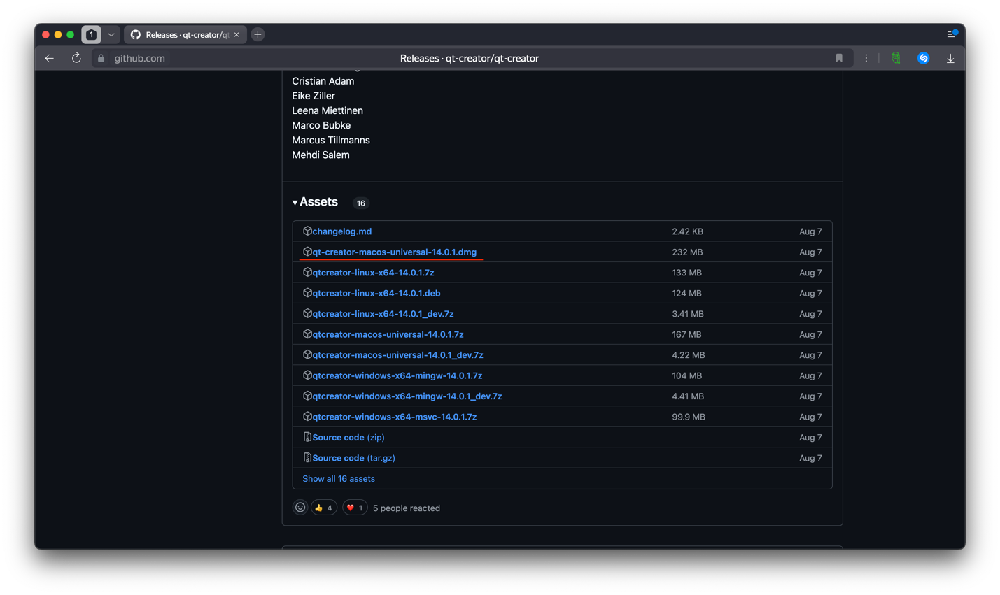 1
Releases · qt-creator/qt
github.com
Releases · qt-creator/qt-creator
Cristian Adam
Eike Ziller
Leena Miettinen
Marco Bubke
Marcus Tillmanns
Mehdi Salem
Assets 16
changelog.md 2.42 KB Aug 7
qt-creator-macos-universal-14.0.1.dmg 232 MB Aug 7
qtcreator-linux-x64-14.0.1.7z 133 MB Aug 7
qtcreator-linux-x64-14.0.1.deb 124 MB Aug 7
qtcreator-linux-x64-14.0.1_dev.7z 3.41 MB Aug 7
qtcreator-macos-universal-14.0.1.7z 167 MB Aug 7
qtcreator-macos-universal-14.0.1_dev.7z 4.22 MB Aug 7
qtcreator-windows-x64-mingw-14.0.1.7z 104 MB Aug 7
qtcreator-windows-x64-mingw-14.0.1_dev.7z 4.41 MB Aug 7
qtcreator-windows-x64-msvc-14.0.1.7z 99.9 MB Aug 7
Source code (zip) Aug 7
Source code (tar.gz) Aug 7
Show all 16 assets
4 1 5 people reacted